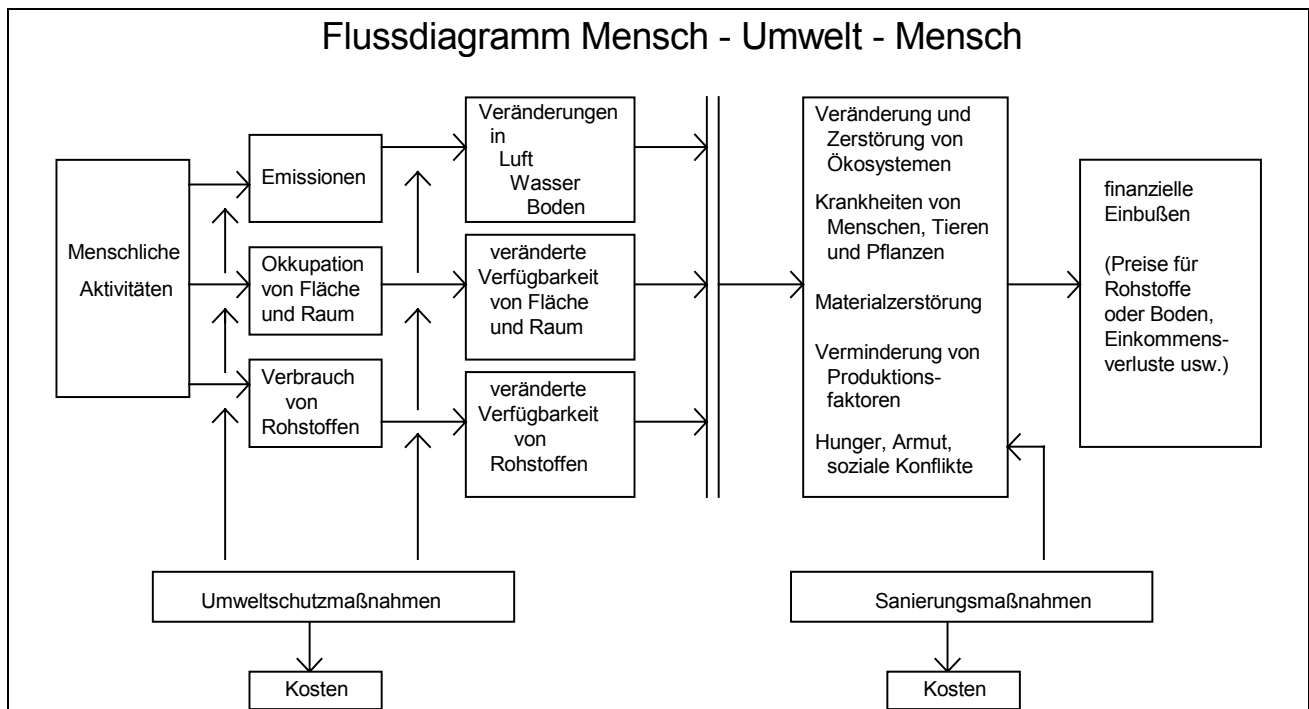 Flussdiagramm Mensch - Umwelt - Mensch
Menschliche
Aktivitäten
Emissionen
Okkupation
von Fläche
und Raum
Verbrauch
von
Rohstoffen
Veränderungen
in
Luft
Wasser
Boden
veränderte
Verfügbarkeit
von Fläche
und Raum
veränderte
Verfügbarkeit
von
Rohstoffen
Veränderung und
Zerstörung von
Ökosystemen
Krankheiten von
Menschen, Tieren
und Pflanzen
Materialzerstörung
Verminderung von
Produktions-
faktoren
Hunger, Armut,
soziale Konflikte
finanzielle
Einbußen
(Preise für
Rohstoffe
oder Boden,
Einkommens-
verluste usw.)
Umweltschutzmaßnahmen
Kosten
Sanierungsmaßnahmen
Kosten